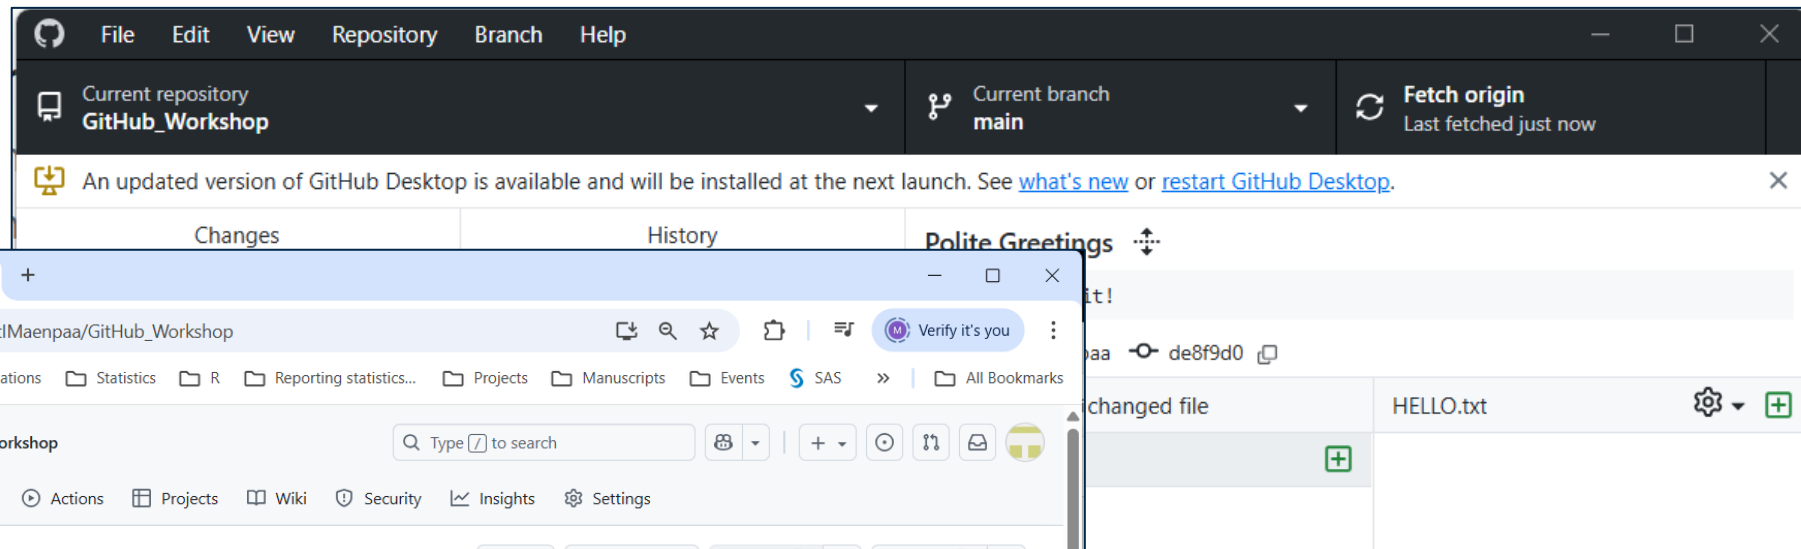 File Edit View Repository Branch Help
Current repository
GitHub_Workshop
Current branch
main
Fetch origin
Last fetched just now
An updated version of GitHub Desktop is available and will be installed at the next launch. See what's new or restart GitHub Desktop.
Changes History
Polite Greetings
it!
aa de8f9d0
changed file HELLO.txt
tlMaenpaa/GitHub_Workshop
Verify it's you
M
ations Statistics R Reporting statistics... Projects Manuscripts Events SAS » All Bookmarks
orkshop
Type / to search
Actions Projects Wiki Security Insights Settings